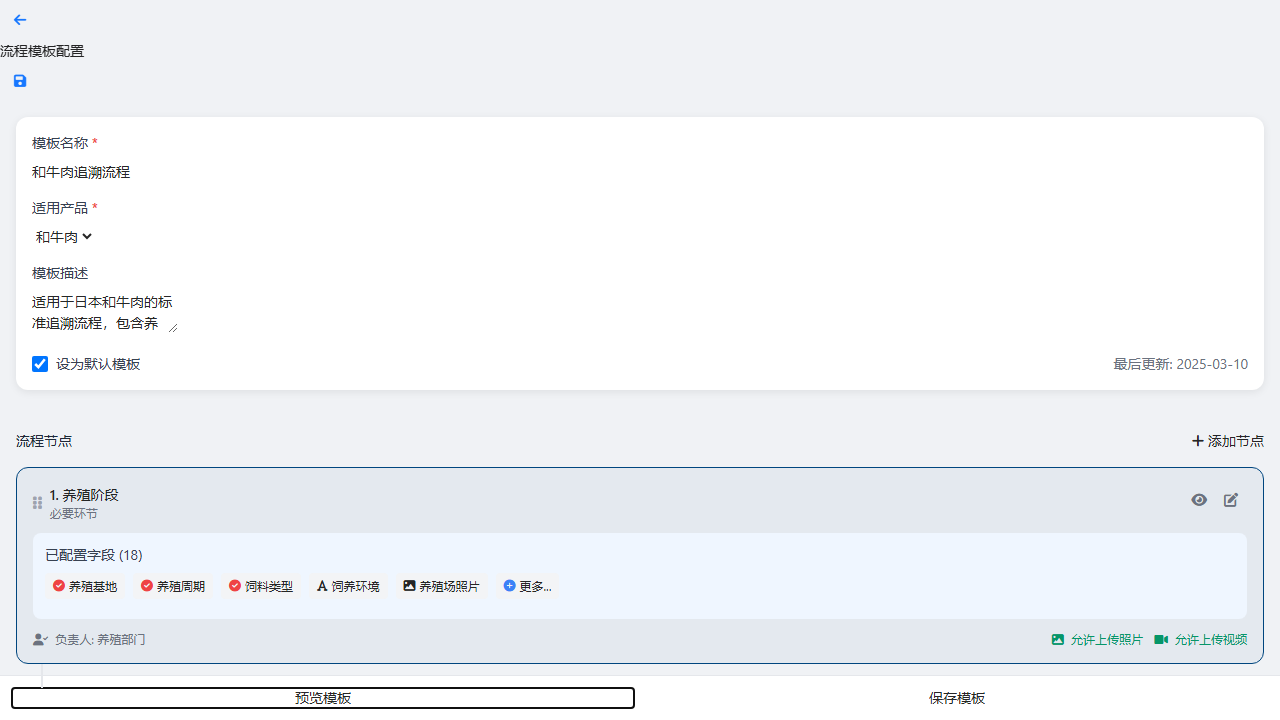 流程模板配置
模板名称 *
和牛肉追溯流程
适用产品 *
和牛肉
模板描述
适用于日本和牛肉的标
准追溯流程，包含养
设为默认模板
最后更新: 2025-03-10
流程节点
添加节点
1. 养殖阶段
必要环节
已配置字段 (18)
养殖基地 养殖周期 饲料类型 饲养环境 养殖场照片 更多...
负责人: 养殖部门
允许上传照片 允许上传视频
预览模板
保存模板